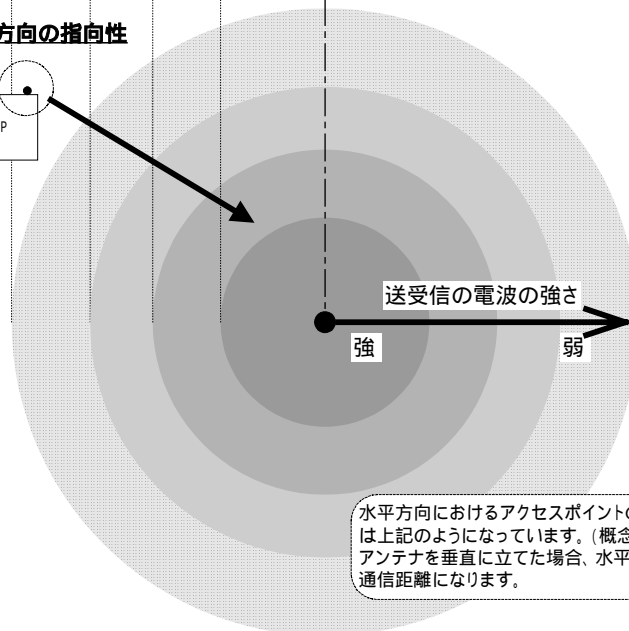 方向の指向性
P
送受信の電波の強さ
強
弱
水平方向におけるアクセスポイントの
は上記のようになっています。(概念
アンテナを垂直に立てた場合、水平
通信距離になります。